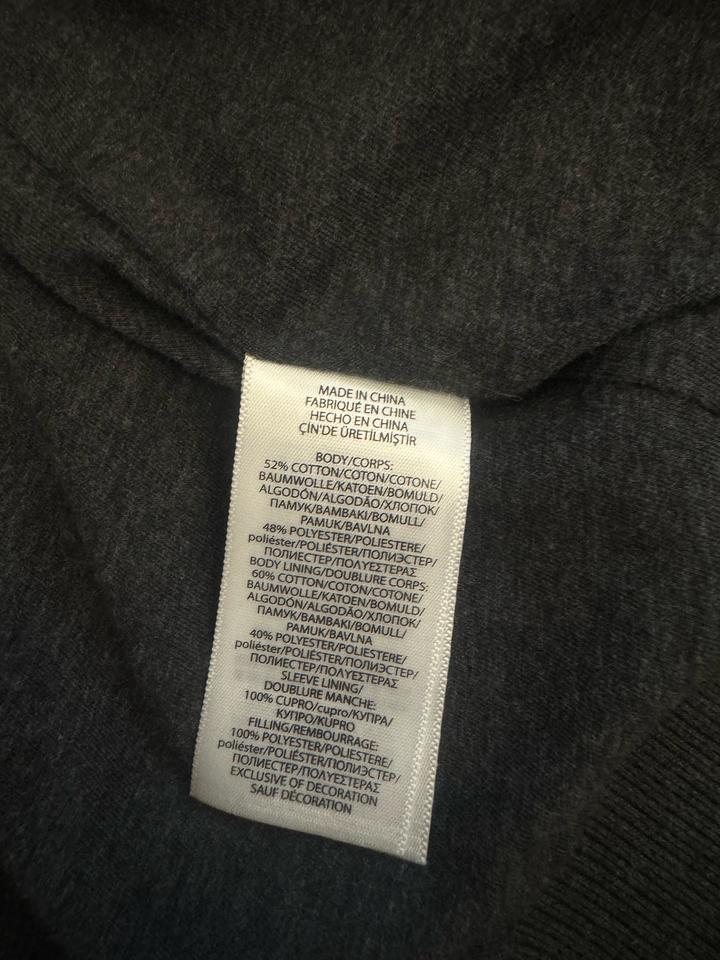 MADE IN CHINA
FABRIQUÉ EN CHINE
HECHO EN CHINA
ÇİN'DE ÜRETİLMİŞTİR
BODY/CORPS:
52% COTTON/COTON/COTONE/
BAUMWOLLE/KATOEN/BOMULD/
ALGODÓN/ALGODÃO/ХЛОПОК/
ПАМУК/BAMBAKI/BOMULL/
PAMUK/BAVLNA
48% POLYESTER/POLIESTERE/
poliéster/POLIÉSTER/ПОЛИЭСТЕР/
ПОЛИЕСТЕР/ΠΟΛΥΕΣΤΕΡΑΣ
BODY LINING/DOUBLURE CORPS:
60% COTTON/COTON/COTONE/
BAUMWOLLE/KATOEN/BOMULD/
ALGODÓN/ALGODÃO/ХЛОПОК/
ПАМУК/BAMBAKI/BOMULL/
PAMUK/BAVLNA
40% POLYESTER/POLIESTERE/
poliéster/POLIÉSTER/ПОЛИЭСТЕР/
ПОЛИЕСТЕР/ΠΟΛΥΕΣΤΕΡΑΣ
SLEEVE LINING/
DOUBLURE MANCHE:
100% CUPRO/cupro/КУПРА/
КУПРО/KUPRO
FILLING/REMBOURRAGE:
100% POLYESTER/POLIESTERE/
poliéster/POLIÉSTER/ПОЛИЭСТЕР/
ПОЛИЕСТЕР/ΠΟΛΥΕΣΤΕΡΑΣ
EXCLUSIVE OF DECORATION
SAUF DÉCORATION